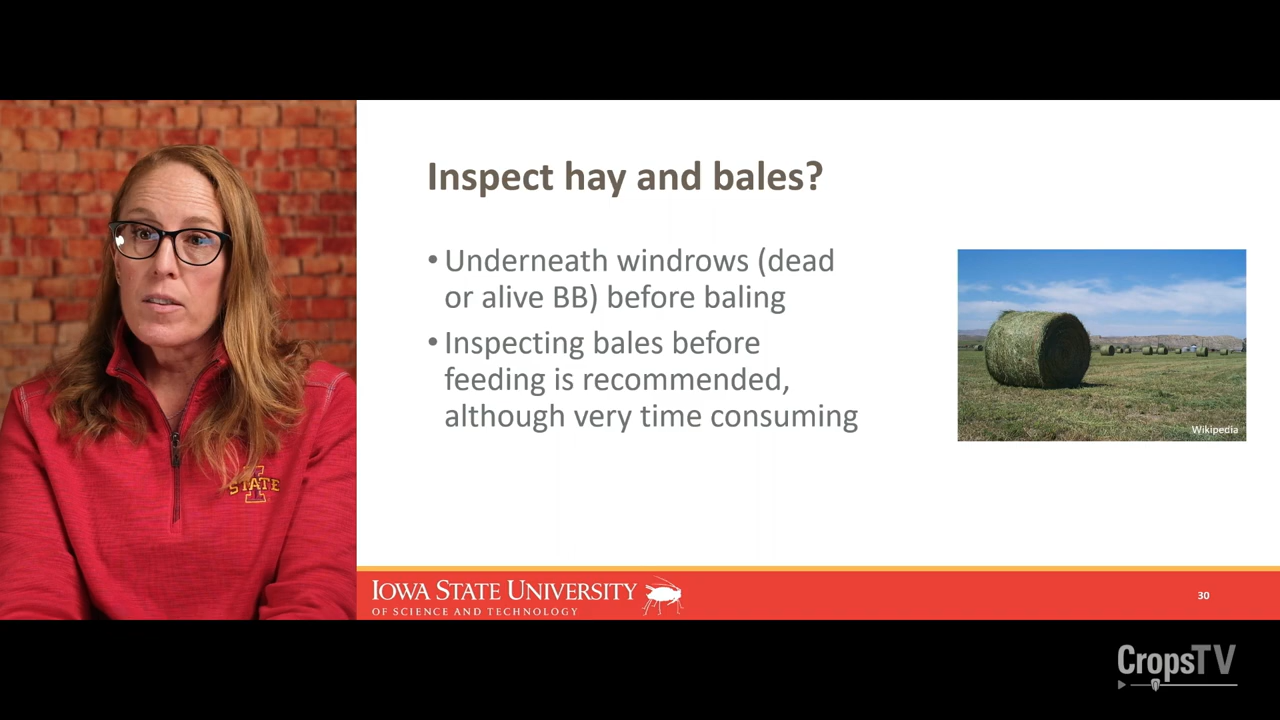 Inspect hay and bales?
• Underneath windrows (dead
or alive BB) before baling
• Inspecting bales before
feeding is recommended,
although very time consuming
Wikipedia
I
STATE
IOWA STATE UNIVERSITY
OF SCIENCE AND TECHNOLOGY
30
CropsTV